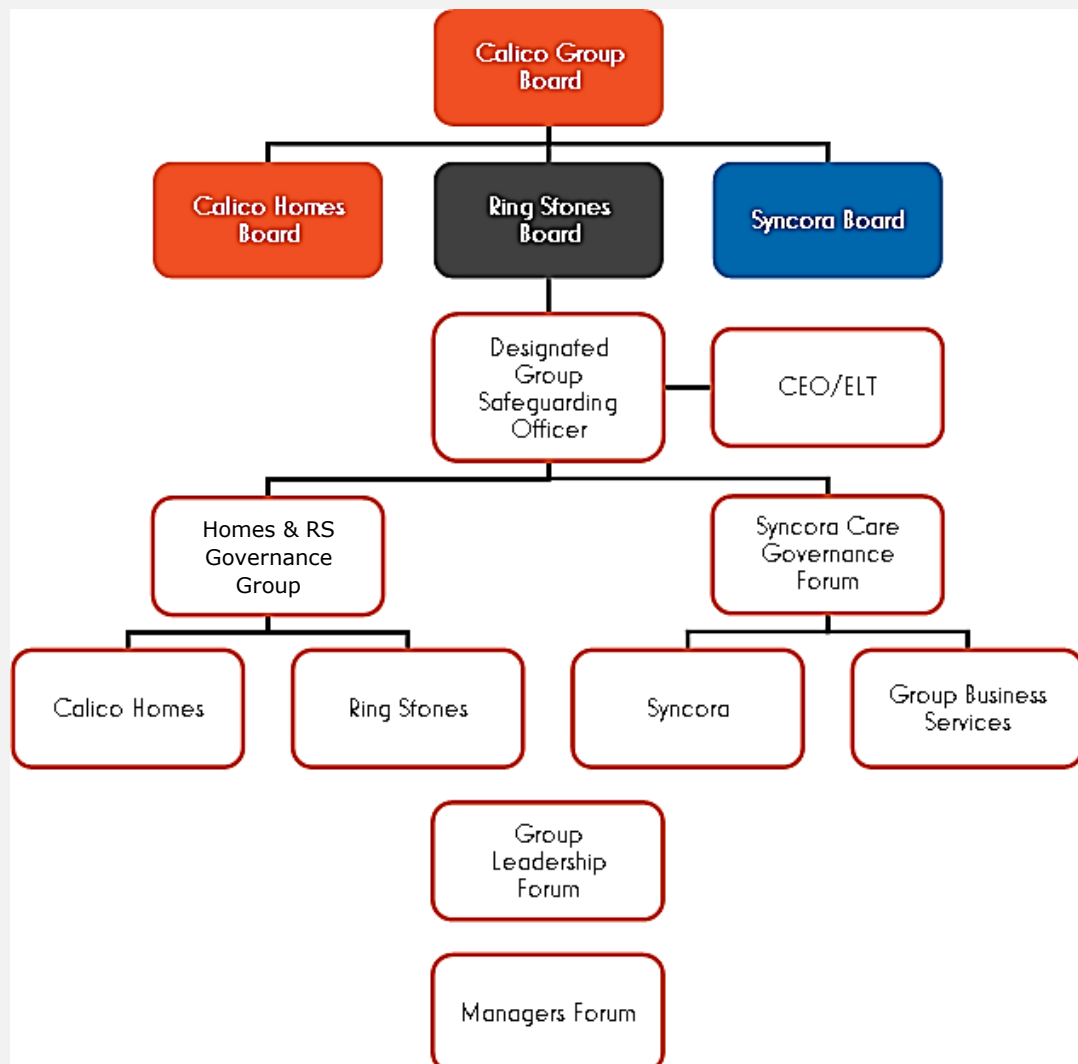 Calico Group
Board
Calico Homes
Board
Ring Stones
Board
Syncora Board
Designated
Group
Safeguarding
Officer
CEO/ELT
Homes & RS
Governance
Group
Syncora Care
Governance
Forum
Calico Homes
Ring Stones
Syncora
Group Business
Services
Group
Leadership
Forum
Managers Forum